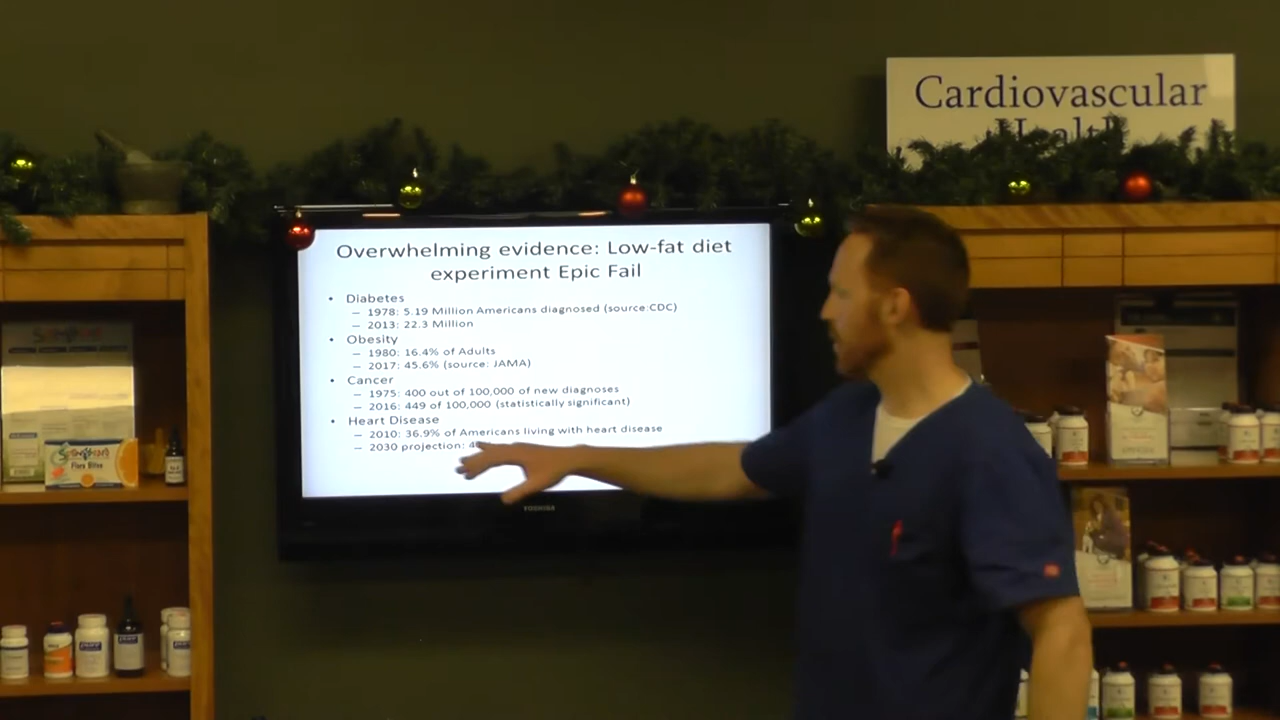 Cardiovascular
Health
Overwhelming evidence: Low-fat diet
experiment Epic Fail
• Diabetes
– 1978: 5.19 Million Americans diagnosed (source:CDC)
– 2013: 22.3 Million
• Obesity
– 1980: 16.4% of Adults
– 2017: 45.6% (source: JAMA)
• Cancer
– 1975: 400 out of 100,000 of new diagnoses
– 2016: 449 of 100,000 (statistically significant)
• Heart Disease
– 2010: 36.9% of Americans living with heart disease
– 2030 projection:
TOSHIBA